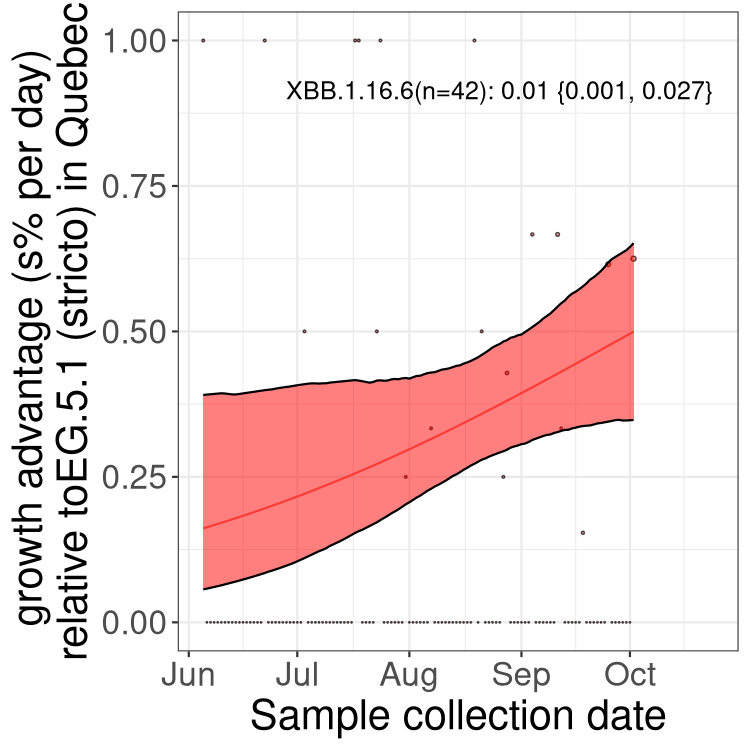 growth advantage (s% per day)
relative toEG.5.1 (stricto) in Quebec
1.00
XBB.1.16.6(n=42): 0.01 {0.001, 0.027}
0.75
0.50
0.25
0.00
Jun Jul Aug Sep Oct
Sample collection date